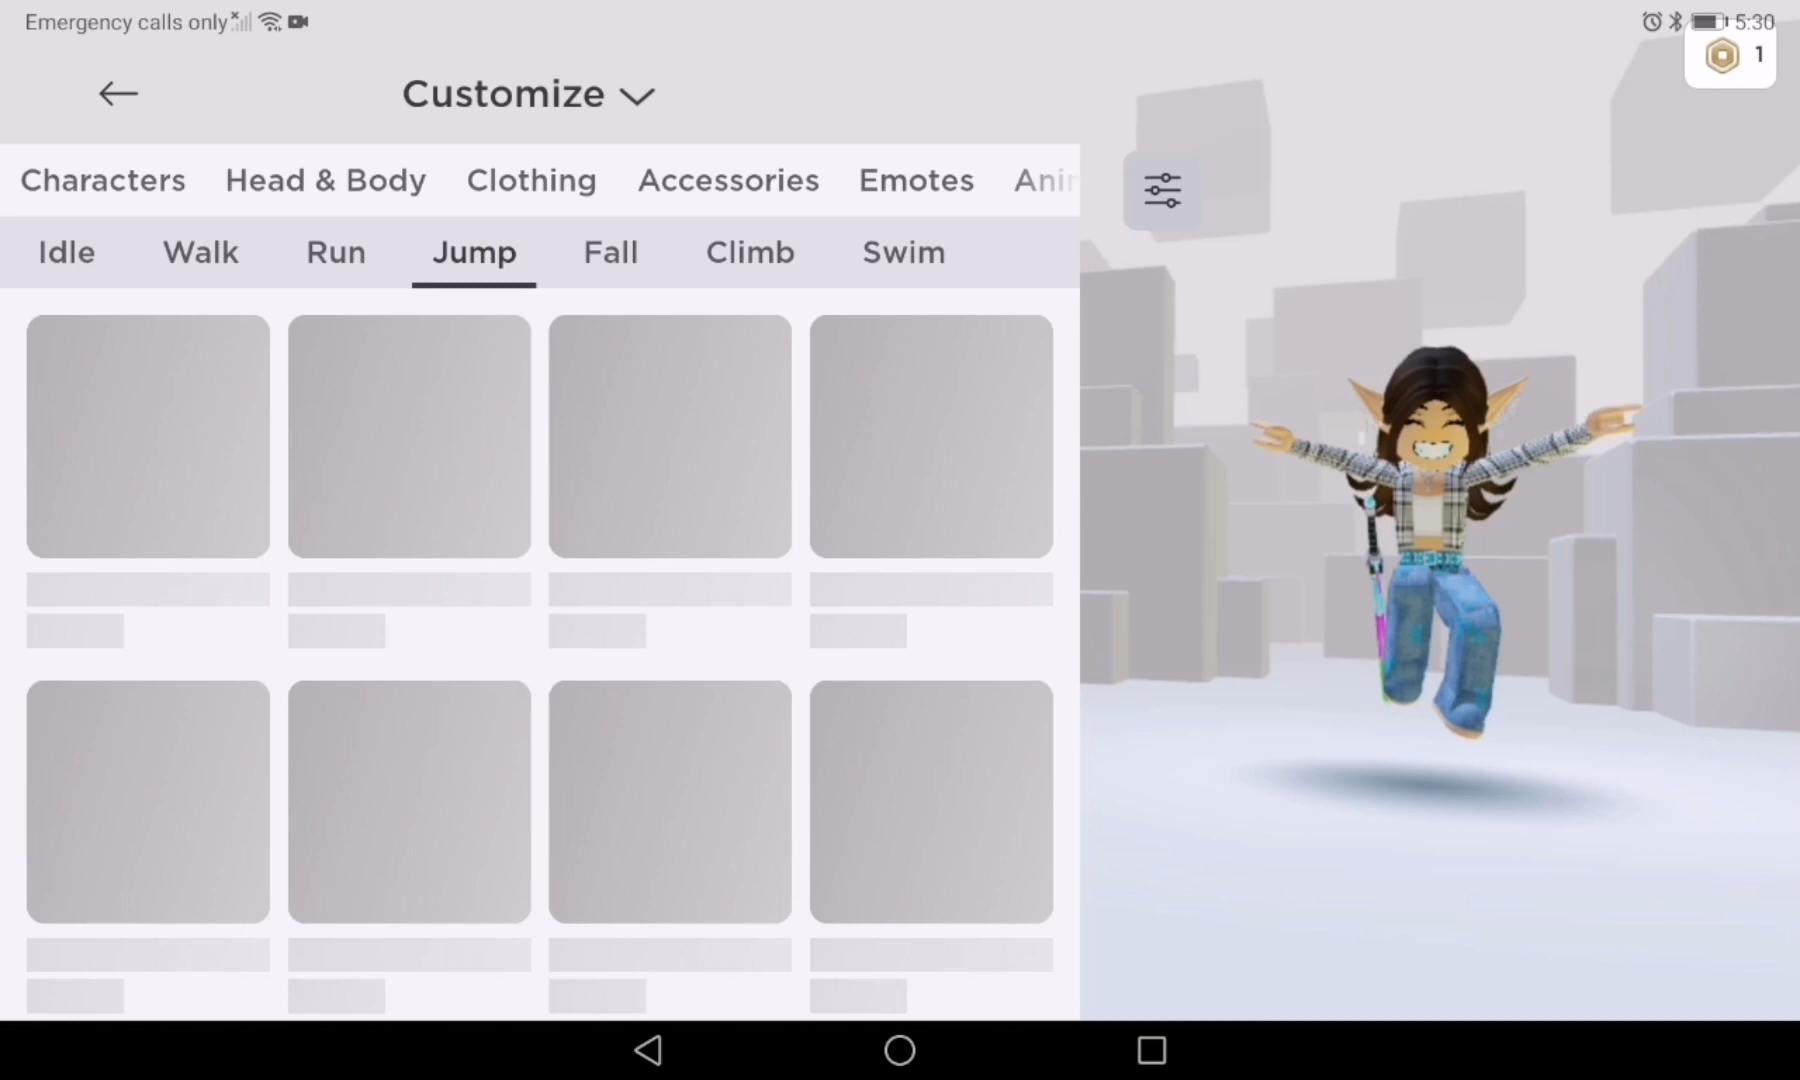 Emergency calls only
5:30
1
Customize
Characters Head & Body Clothing Accessories Emotes
Idle Walk Run Jump Fall Climb Swim